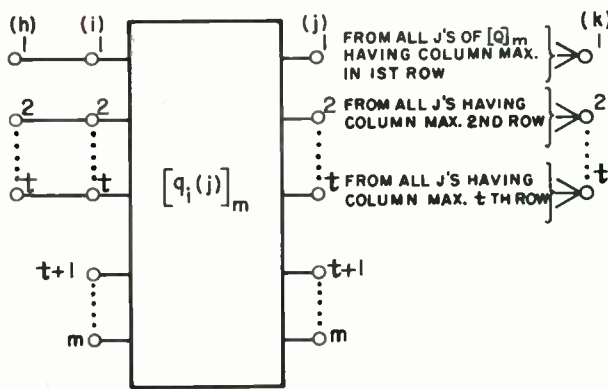 (h) (i) (j) (k)
1 1 1 FROM ALL J'S OF [Q]m 1
HAVING COLUMN MAX.
IN 1ST ROW
2 2 2 FROM ALL J'S HAVING 2
COLUMN MAX. 2ND ROW
t t [qi(j)]m t FROM ALL J'S HAVING t
COLUMN MAX. t TH ROW
t+1 t+1
m m